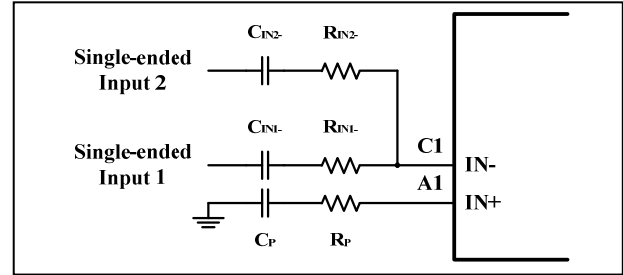 CIN2- RIN2-
Single-ended
Input 2
CIN1- RIN1-
Single-ended
Input 1
C1
IN-
A1
IN+
CP RP